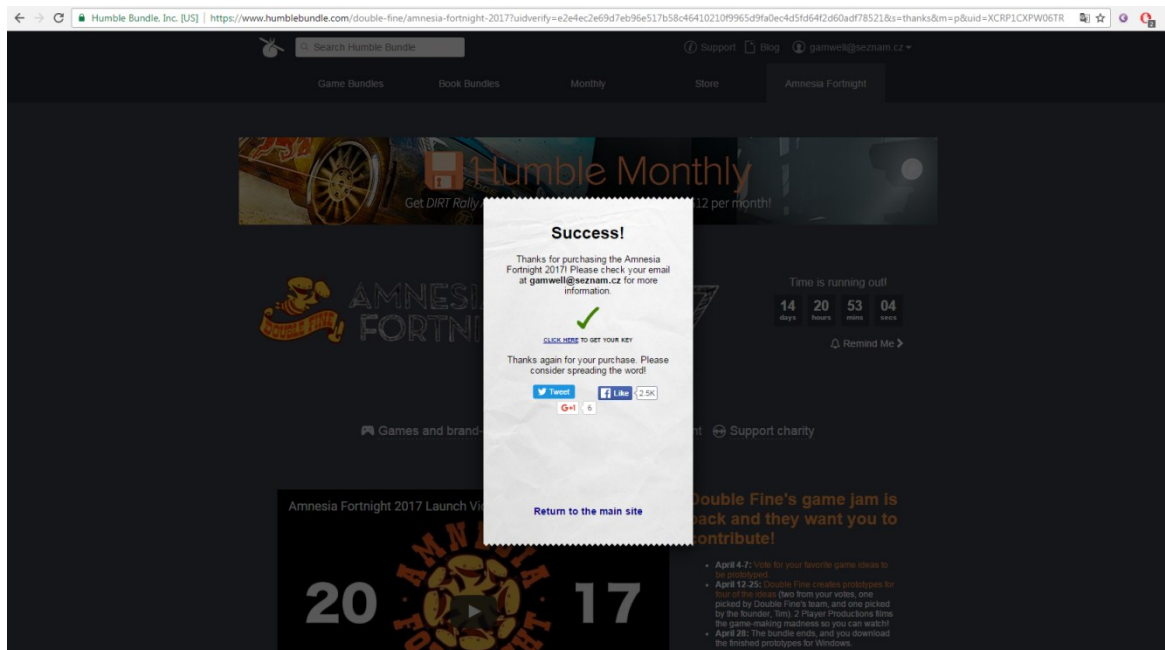 Humble Bundle, Inc. [US] | https://www.humblebundle.com/double-fine/amnesia-fortnight-2017?uidverify=e2e4ec2e69d7eb96e517b58c46410210f9965d9fa0ec4d5fd64f2d60adf78521&s=thanks&m=p&uid=XCRP1CXPW06TR
Search Humble Bundle
Support Blog gamwell@seznam.cz
Game Bundles Book Bundles Monthly Store Amnesia Fortnight
Humble Monthly
Get DIRT Rally 12 per month!
Success!
Thanks for purchasing the Amnesia
Fortnight 2017! Please check your email
at gamwell@seznam.cz for more
information.
CLICK HERE TO GET YOUR KEY
Thanks again for your purchase. Please
consider spreading the word!
Tweet Like 2.5K
G+1 6
Return to the main site
AMNESI
FORTNI
DOUBLE FINE
Time is running out!
14 20 53 04
days hours mins secs
Remind Me
Games and brand- Support charity
Amnesia Fortnight 2017 Launch Vi
AMNESIA
20 17
FORTNIGHT
Double Fine's game jam is
back and they want you to
contribute!
April 4-7: Vote for your favorite game ideas to
be prototyped.
April 12-25: Double Fine creates prototypes for
four of the ideas (two from your votes, one
picked by Double Fine's team, and one picked
by the founder, Tim). 2 Player Productions films
the game-making madness so you can watch!
April 28: The bundle ends, and you download
the finished prototypes for Windows.